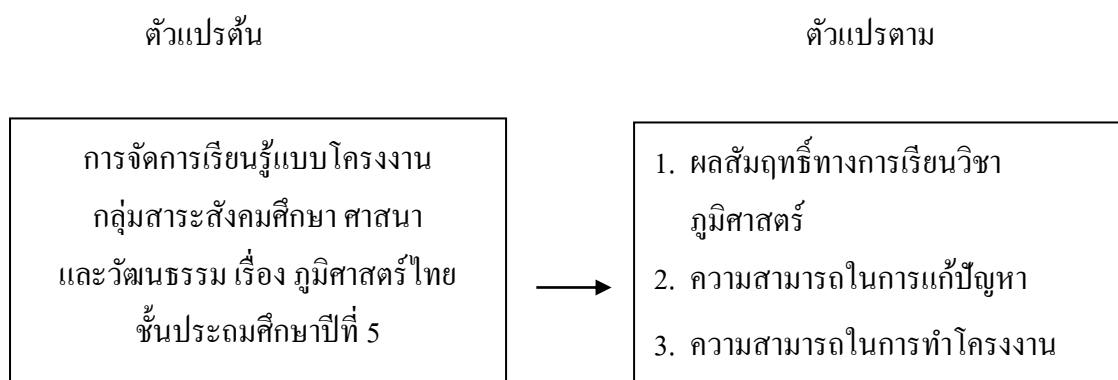 ตัวแปรต้น
ตัวแปรตาม
การจัดการเรียนรู้แบบโครงงาน
กลุ่มสาระสังคมศึกษา ศาสนา
และวัฒนธรรม เรื่อง ภูมิศาสตร์ไทย
ชั้นประถมศึกษาปีที่ 5
1. ผลสัมฤทธิ์ทางการเรียนวิชา
ภูมิศาสตร์
2. ความสามารถในการแก้ปัญหา
3. ความสามารถในการทำโครงงาน